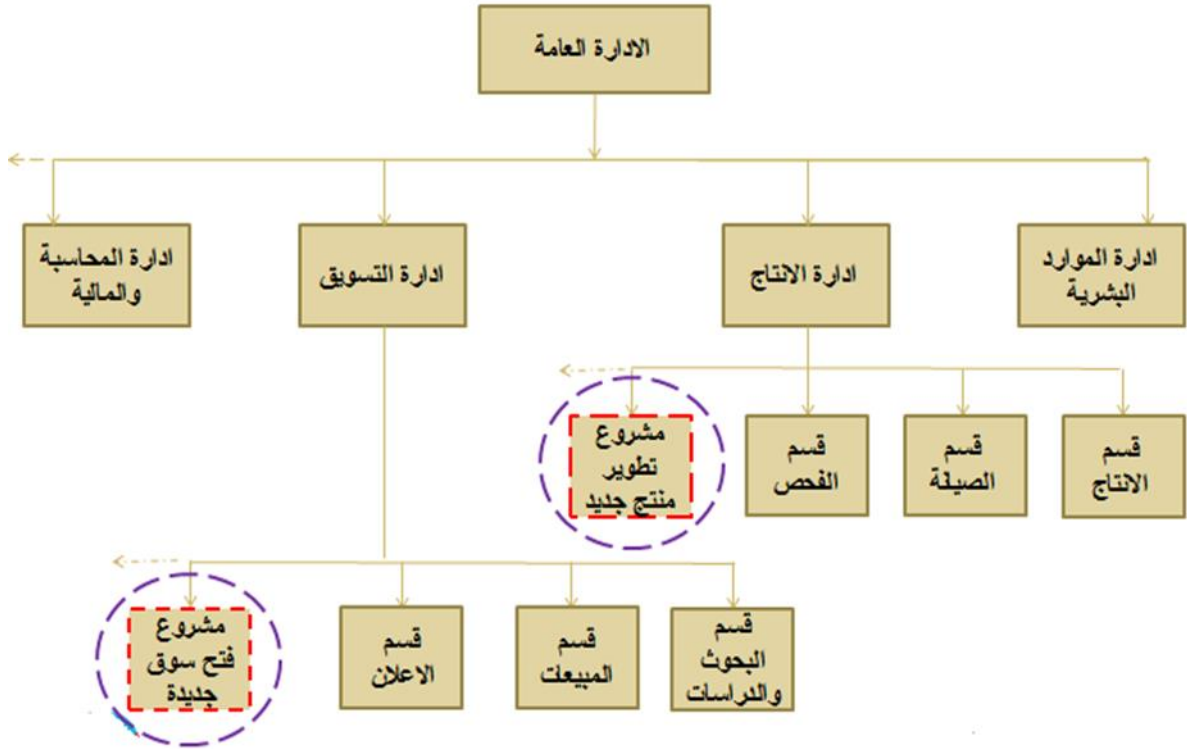 الادارة العامة
ادارة الموارد
البشرية
ادارة الانتاج
ادارة التسويق
ادارة المحاسبة
والمالية
قسم
الانتاج
قسم
الصيانة
قسم
الفحص
مشروع
تطوير
منتج جديد
قسم
البحوث
والدراسات
قسم
المبيعات
قسم
الاعلان
مشروع
فتح سوق
جديدة